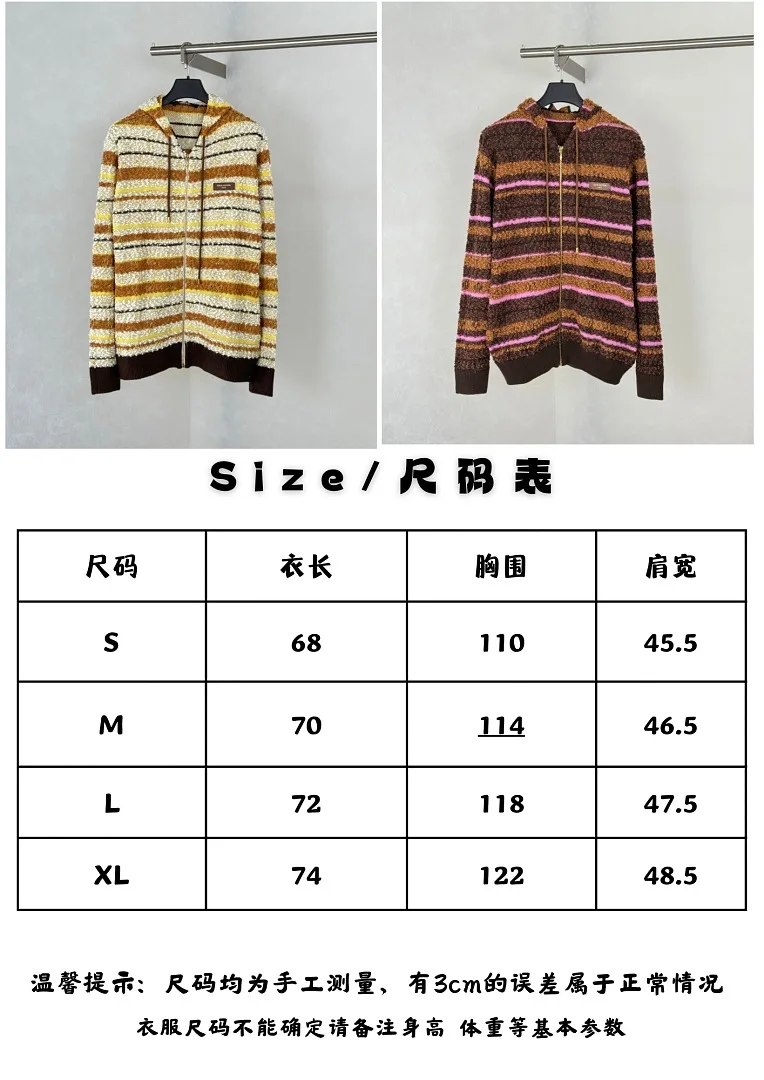 Size/尺码表
尺码 衣长 胸围 肩宽
S 68 110 45.5
M 70 114 46.5
L 72 118 47.5
XL 74 122 48.5
温馨提示：尺码均为手工测量，有3cm的误差属于正常情况
衣服尺码不能确定请备注身高 体重等基本参数